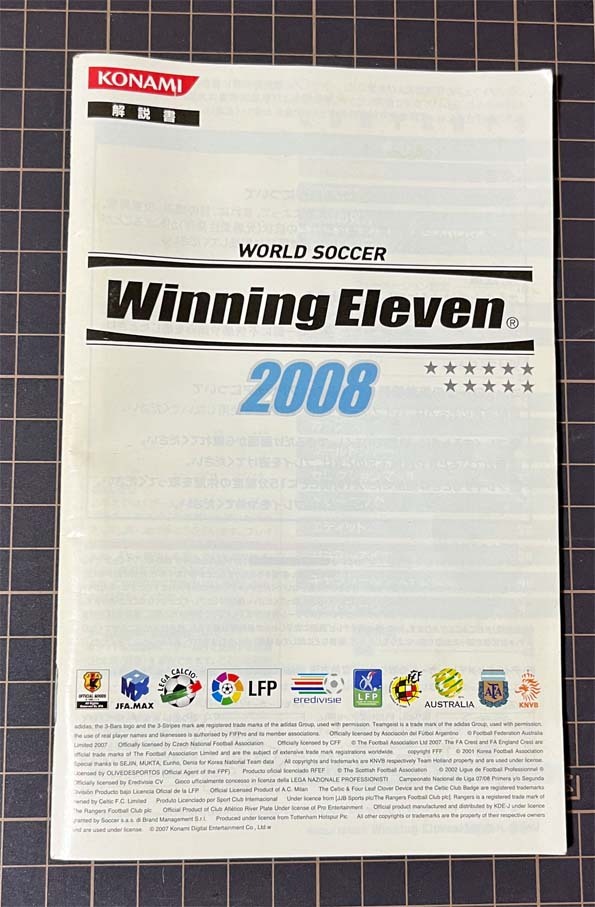 KONAMI
解説書
WORLD SOCCER
Winning Eleven®
2008
OFFICIAL GOODS
JFA.MAX
LEGA CALCIO
LFP
eredivisie
LFP
AUSTRALIA
AFA
KNVB
adidas, the 3-Bars logo and the 3-Stripes mark are registered trade marks of the adidas Group, used with permission. Teamgeist is a trade mark of the adidas Group, used with permission.
the use of real player names and likenesses is authorised by FIFPro and its member associations. Officially licensed by Asociación del Fútbol Argentino © Football Federation Australia
Limited 2007 Officially licensed by Czech National Football Association Officially licensed by CFF © The Football Association Ltd 2007. The FA Crest and FA England Crest are
official trade marks of The Football Association Limited and are the subject of extensive trade mark registrations worldwide. copyright FFF © 2001 Korea Football Association
Special thanks to SEJIN, MUKTA, Eunho, Denis for Korea National Team data All copyrights and trademarks are KNVB respectively Team Holland property and are used under license.
Licensed by OLIVEDESPORTOS (Official Agent of the FPF) Producto oficial licenciado RFEF © The Scottish Football Association © 2002 Ligue de Football Professional ®
Officially licensed by Eredivisie CV Gioco ufficialmente concesso in licenza della LEGA NAZIONALE PROFESSIONISTI Campeonato Nacional de Liga 07/08 Primera y/o Segunda
División Producto bajo Licencia Oficial de la LFP Official Licensed Product of A.C. Milan The Celtic & Four Leaf Clover Device and the Celtic Club Badge are registered trademarks
owned by Celtic F.C. Limited Produto Licenciado por Sport Club Internacional Under licence from [JJB Sports plc/The Rangers Football Club plc]. Rangers is a registered trade mark of
The Rangers Football Club plc Official Product of Club Atlético River Plate Under license of Pro Entertainment Official product manufactured and distributed by KDE-J under licence
granted by Soccer s.a.s. di Brand Management S.r.l. Produced under licence from Tottenham Hotspur Plc All other copyrights or trademarks are the property of their respective owners
and are used under license. © 2007 Konami Digital Entertainment Co., Ltd.